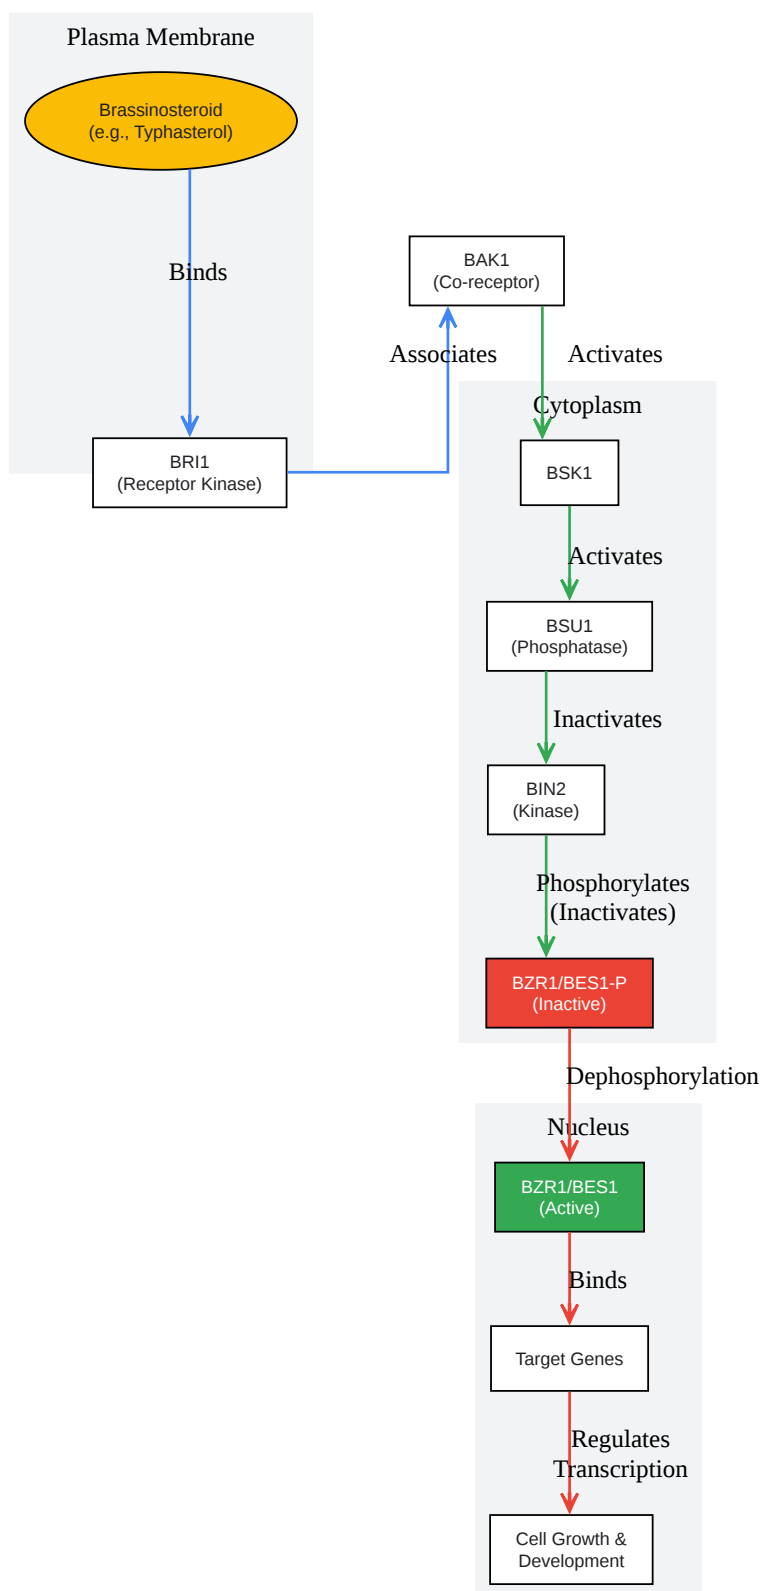 Plasma Membrane
Brassinosteroid
(e.g., Typhasterol)
Binds
BAK1
(Co-receptor)
Associates
Activates
Cytoplasm
BRI1
(Receptor Kinase)
BSK1
Activates
BSU1
(Phosphatase)
Inactivates
BIN2
(Kinase)
Phosphorylates
(Inactivates)
BZR1/BES1-P
(Inactive)
Dephosphorylation
Nucleus
BZR1/BES1
(Active)
Binds
Target Genes
Regulates
Transcription
Cell Growth &
Development